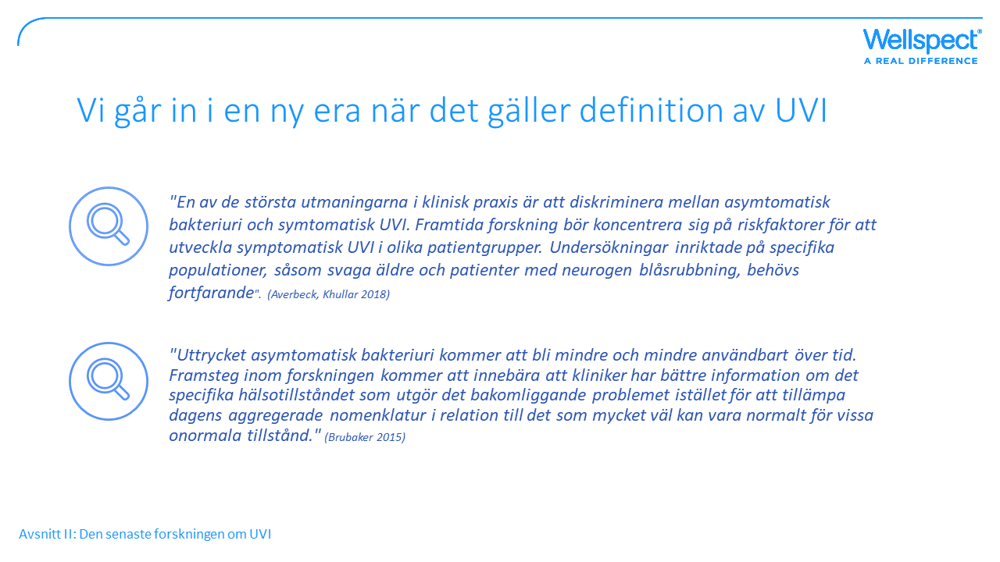 Wellspect®
A REAL DIFFERENCE
Vi går in i en ny era när det gäller definition av UVI
"En av de största utmaningarna i klinisk praxis är att diskriminera mellan asymtomatisk
bakteriuri och symtomatisk UVI. Framtida forskning bör koncentrera sig på riskfaktorer för att
utveckla symptomatisk UVI i olika patientgrupper. Undersökningar inriktade på specifika
populationer, såsom svaga äldre och patienter med neurogen blåsrubbning, behövs
fortfarande". (Averbeck, Khullar 2018)
"Uttrycket asymtomatisk bakteriuri kommer att bli mindre och mindre användbart över tid.
Framsteg inom forskningen kommer att innebära att kliniker har bättre information om det
specifika hälsotillståndet som utgör det bakomliggande problemet istället för att tillämpa
dagens aggregerade nomenklatur i relation till det som mycket väl kan vara normalt för vissa
onormala tillstånd." (Brubaker 2015)
Avsnitt II: Den senaste forskningen om UVI